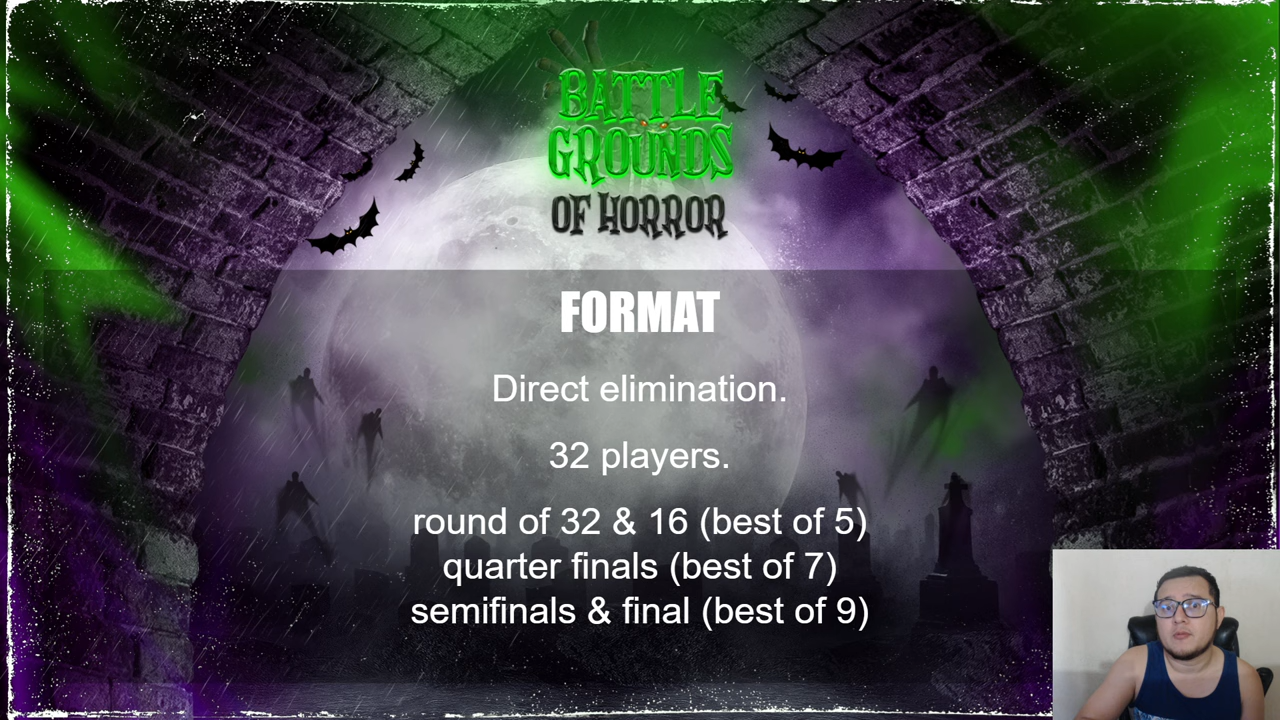 BATTLE
GROUNDS
OF HORROR
FORMAT
Direct elimination.
32 players.
round of 32 & 16 (best of 5)
quarter finals (best of 7)
semifinals & final (best of 9)